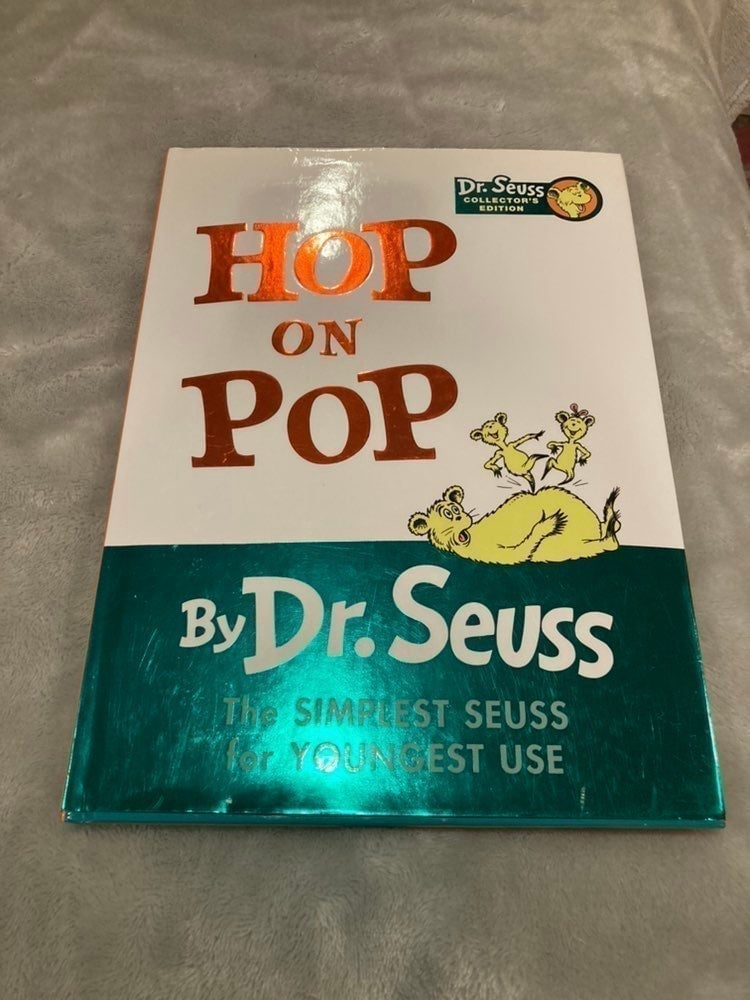 Dr. Seuss
COLLECTOR'S
EDITION
HOP
ON
POP
By Dr. Seuss
The SIMPLEST SEUSS
for YOUNGEST USE